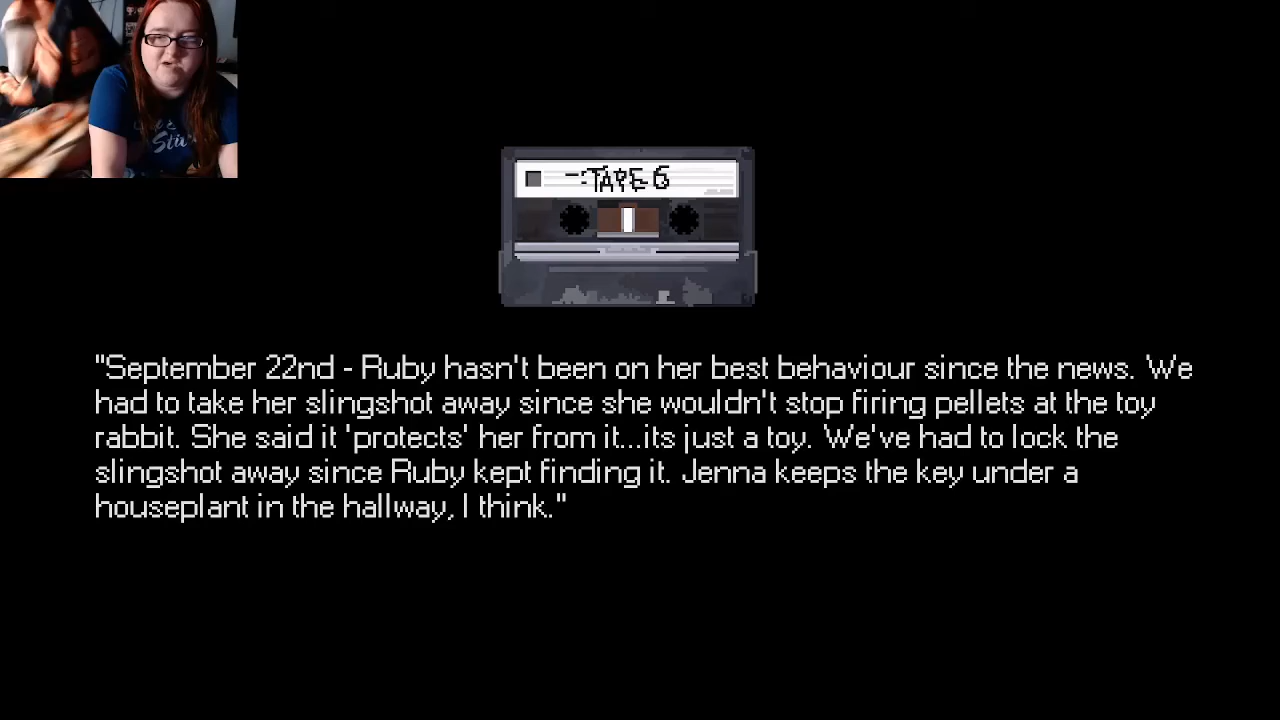 -:TAPE 6
"September 22nd - Ruby hasn't been on her best behaviour since the news. We
had to take her slingshot away since she wouldn't stop firing pellets at the toy
rabbit. She said it 'protects' her from it...its just a toy. We've had to lock the
slingshot away since Ruby kept finding it. Jenna keeps the key under a
houseplant in the hallway, I think."